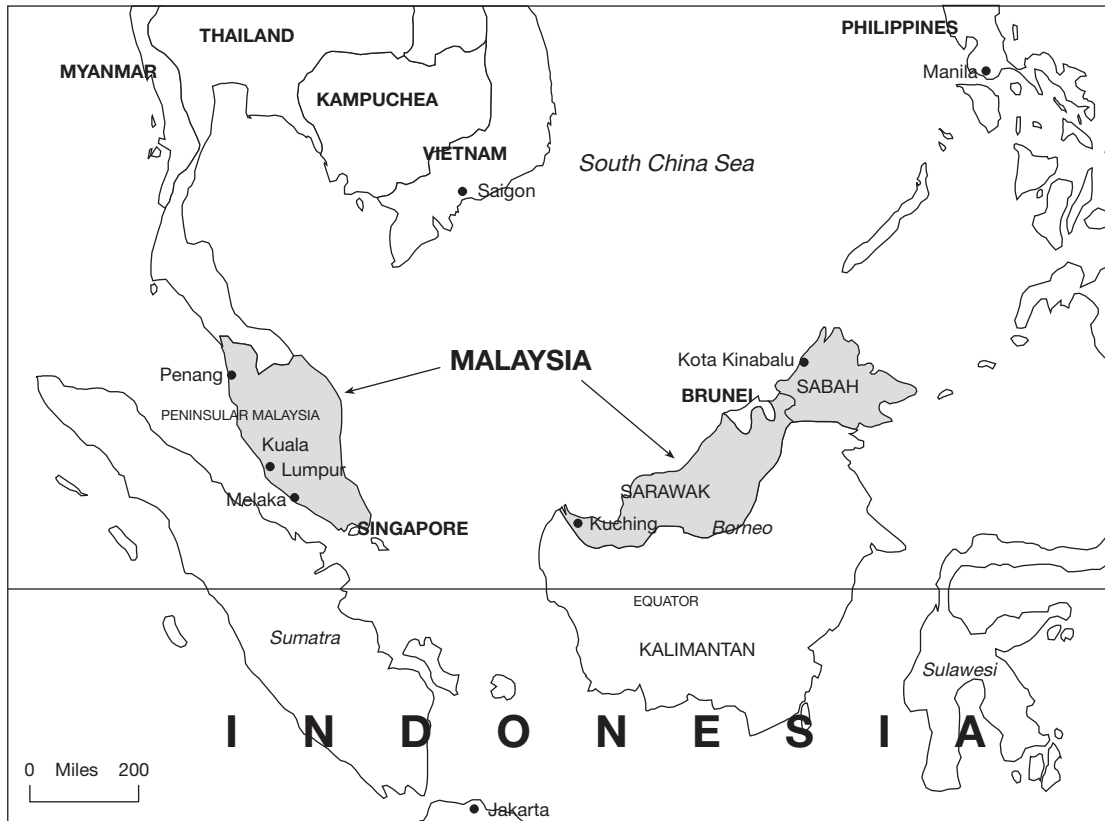 THAILAND
PHILIPPINES
MYANMAR
Manila
KAMPUCHEA
VIETNAM
South China Sea
Saigon
MALAYSIA
Kota Kinabalu
Penang
SABAH
BRUNEI
PENINSULAR MALAYSIA
Kuala
Lumpur
SARAWAK
Melaka
Kuching
SINGAPORE
Borneo
EQUATOR
Sumatra
KALIMANTAN
Sulawesi
INDONESIA
0 Miles 200
Jakarta